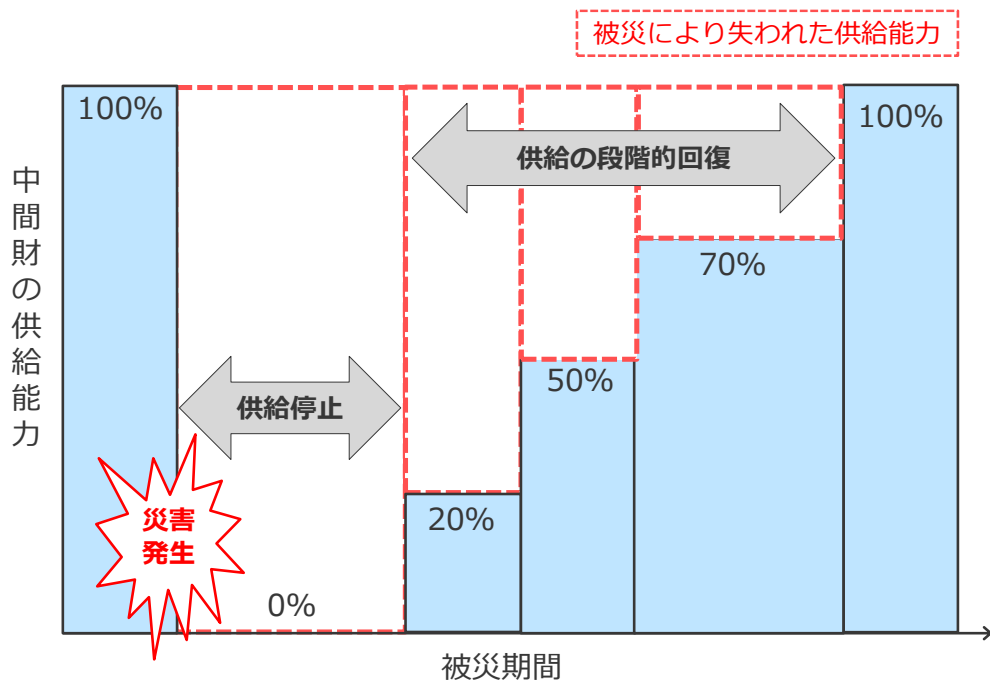 被災により失われた供給能力
100%
100%
供給の段階的回復
中間財の供給能力
70%
50%
供給停止
20%
災害
発生
0%
被災期間